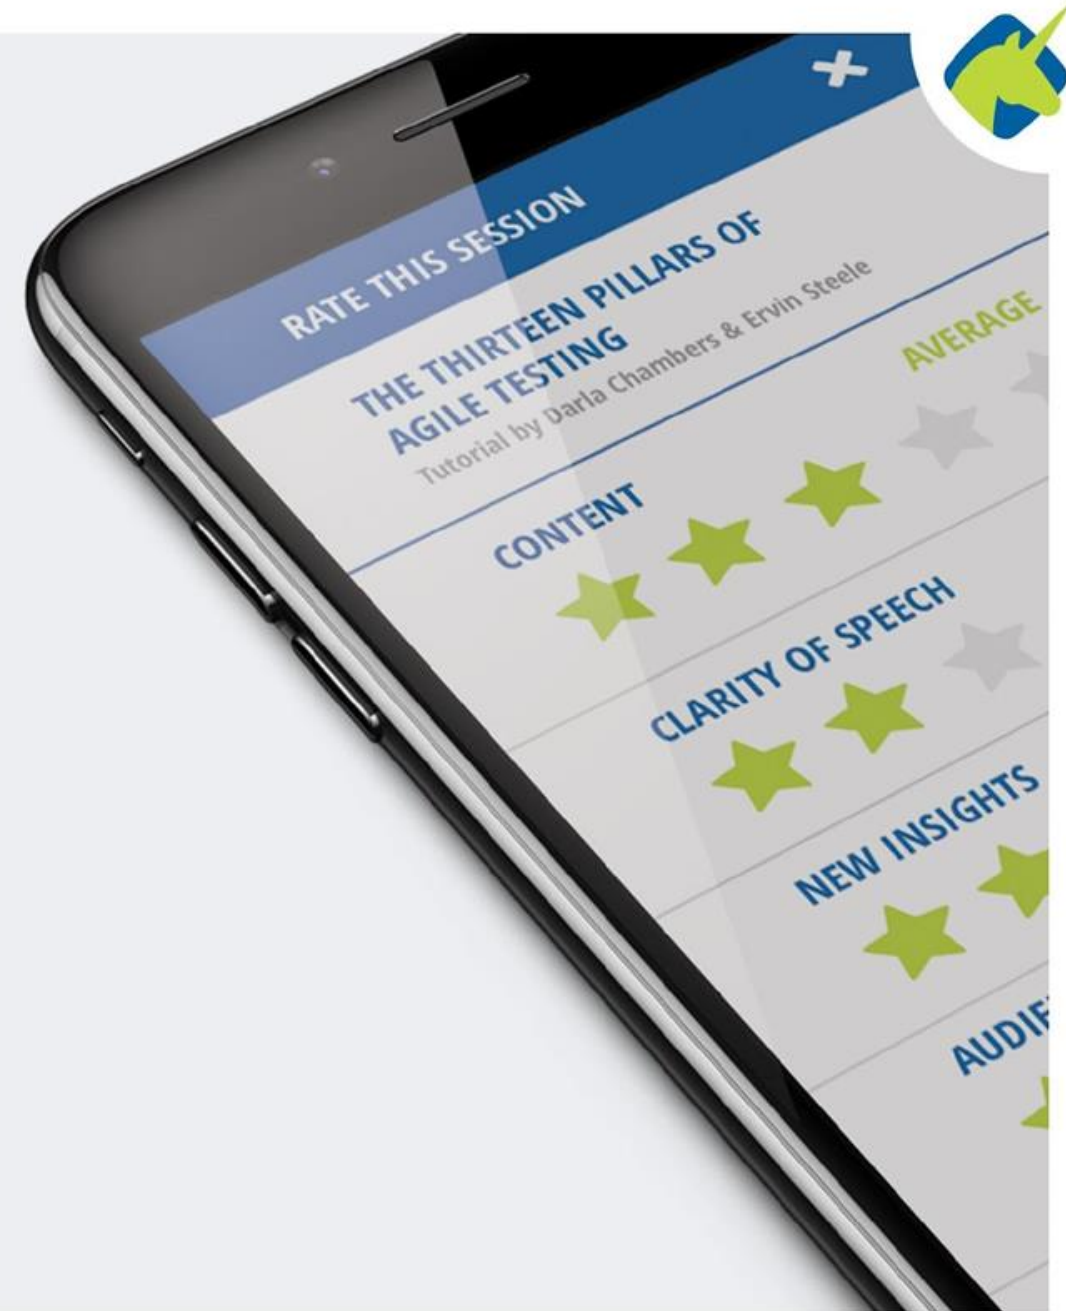 RATE THIS SESSION
THE THIRTEEN PILLARS OF
AGILE TESTING
Tutorial by Darla Chambers & Ervin Steele
CONTENT
AVERAGE
CLARITY OF SPEECH
NEW INSIGHTS